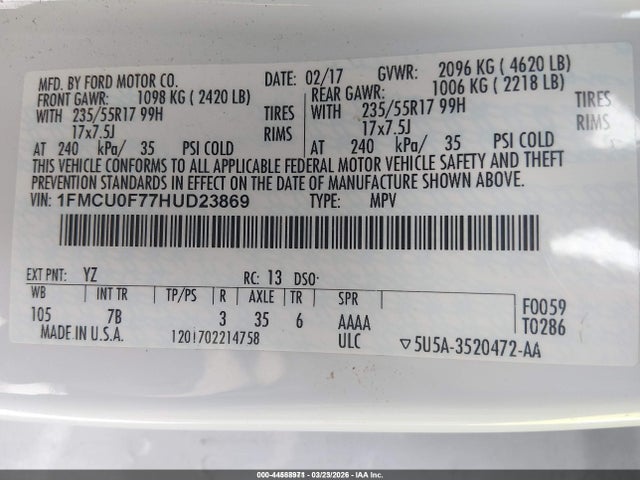 MFD. BY FORD MOTOR CO. DATE: 02/17 GVWR: 2096 KG ( 4620 LB)
FRONT GAWR: 1098 KG ( 2420 LB) REAR GAWR: 1006 KG ( 2218 LB)
WITH 235/55R17 99H TIRES WITH 235/55R17 99H TIRES
17x7.5J RIMS 17x7.5J RIMS
AT 240 kPa/ 35 PSI COLD AT 240 kPa/ 35 PSI COLD
THIS VEHICLE CONFORMS TO ALL APPLICABLE FEDERAL MOTOR VEHICLE SAFETY AND THEFT
PREVENTION STANDARDS IN EFFECT ON THE DATE OF MANUFACTURE SHOWN ABOVE.
VIN: 1FMCU0F77HUD23869 TYPE: MPV
EXT PNT: YZ RC: 13 DSO:
WB INT TR TP/PS R AXLE TR SPR F0059
105 7B 3 35 6 AAAA T0286
MADE IN U.S.A. 1201702214758 ULC ▽5U5A-3520472-AA
000-44568971 - 03/23/2026 - IAA Inc.